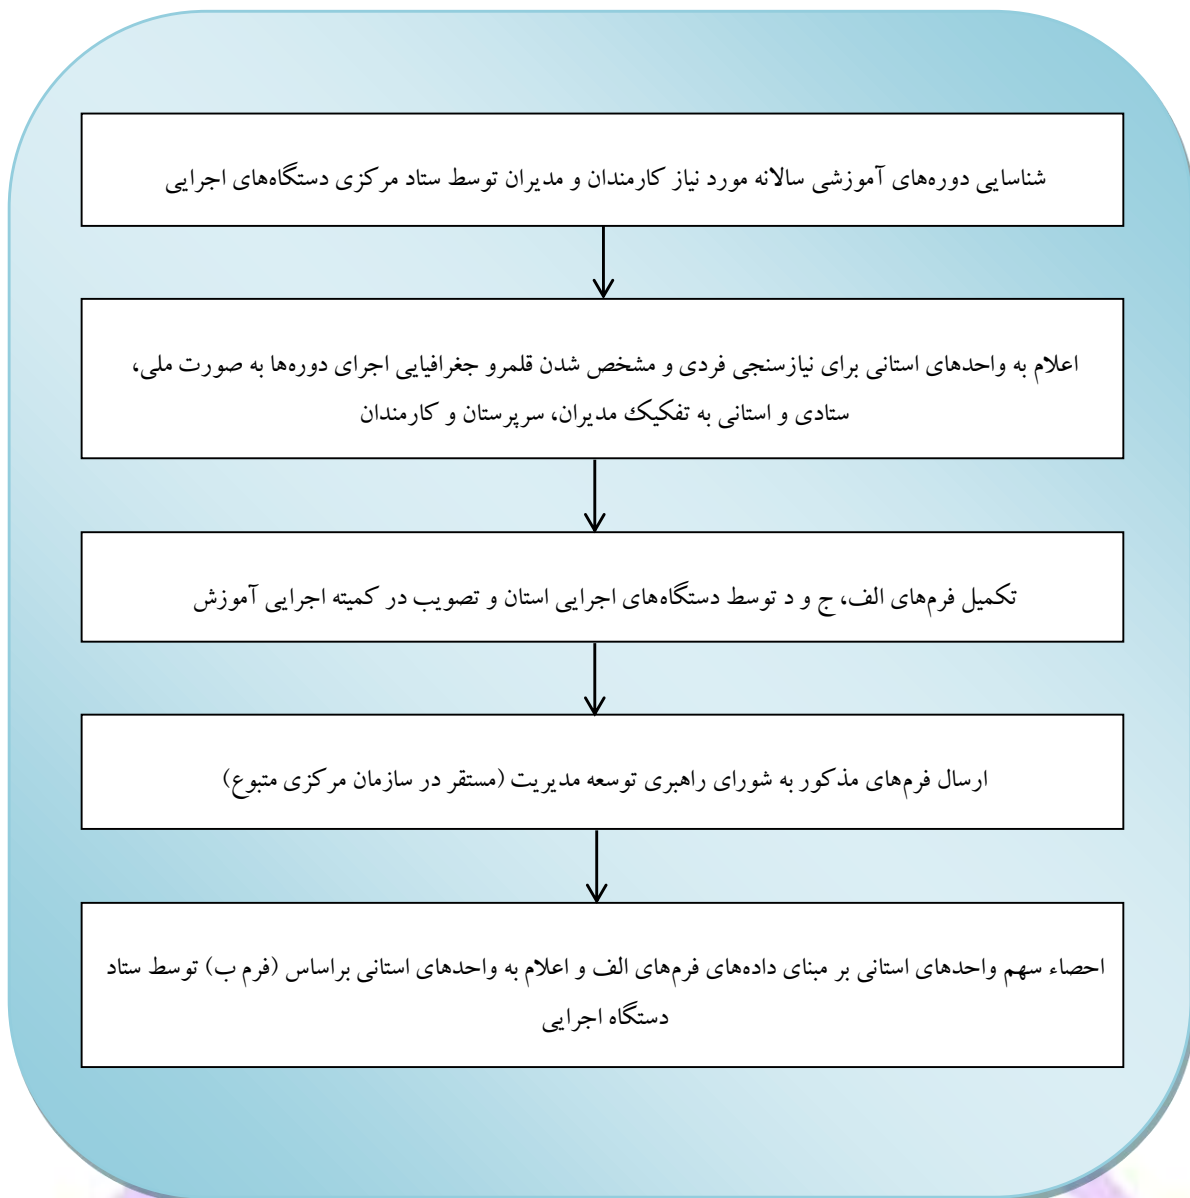 شناسایی دوره‌های آموزشی سالانه مورد نیاز کارمندان و مدیران توسط ستاد مرکزی دستگاه‌های اجرایی
اعلام به واحدهای استانی برای نیازسنجی فردی و مشخص شدن قلمرو جغرافیایی اجرای دوره‌ها به صورت ملی،
ستادی و استانی به تفکیک مدیران، سرپرستان و کارمندان
تکمیل فرم‌های الف، ج و د توسط دستگاه‌های اجرایی استان و تصویب در کمیته اجرایی آموزش
ارسال فرم‌های مذکور به شورای راهبری توسعه مدیریت (مستقر در سازمان مرکزی متبوع)
احصاء سهم واحدهای استانی بر مبنای داده‌های فرم‌های الف و اعلام به واحدهای استانی براساس (فرم ب) توسط ستاد
دستگاه اجرایی